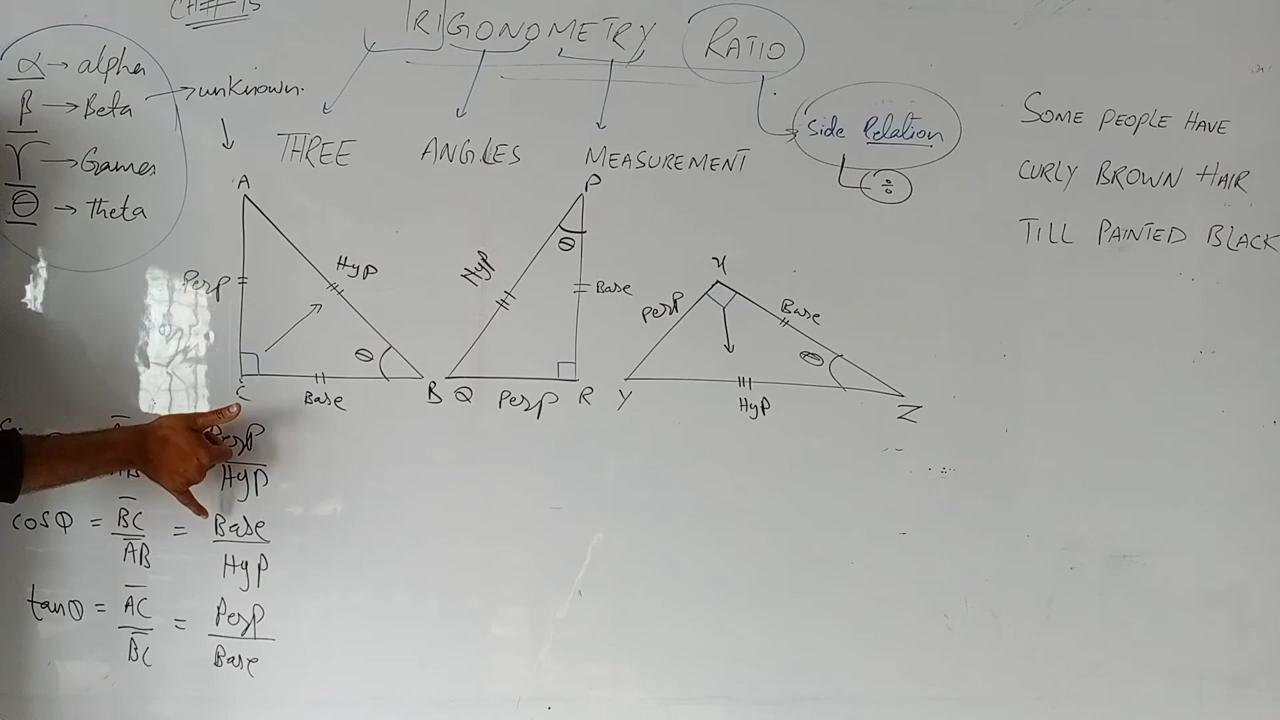 CH#15
TRIGONOMETRY RATIO
α → alpha
β → Beta
γ → Games
θ → Theta
→ unknown.
THREE ANGLES MEASUREMENT
Side Relation
÷
SOME PEOPLE HAVE
CURLY BROWN HAIR
TILL PAINTED BLACK
A
Perp
Hyp
θ
C
Base
B
P
θ
Hyp
Base
Q
Perp
R
X
Perp
Base
θ
Y
Hyp
Z
Perp
Hyp
cosθ = BC/AB = Base/Hyp
tanθ = AC/BC = Perp/Base